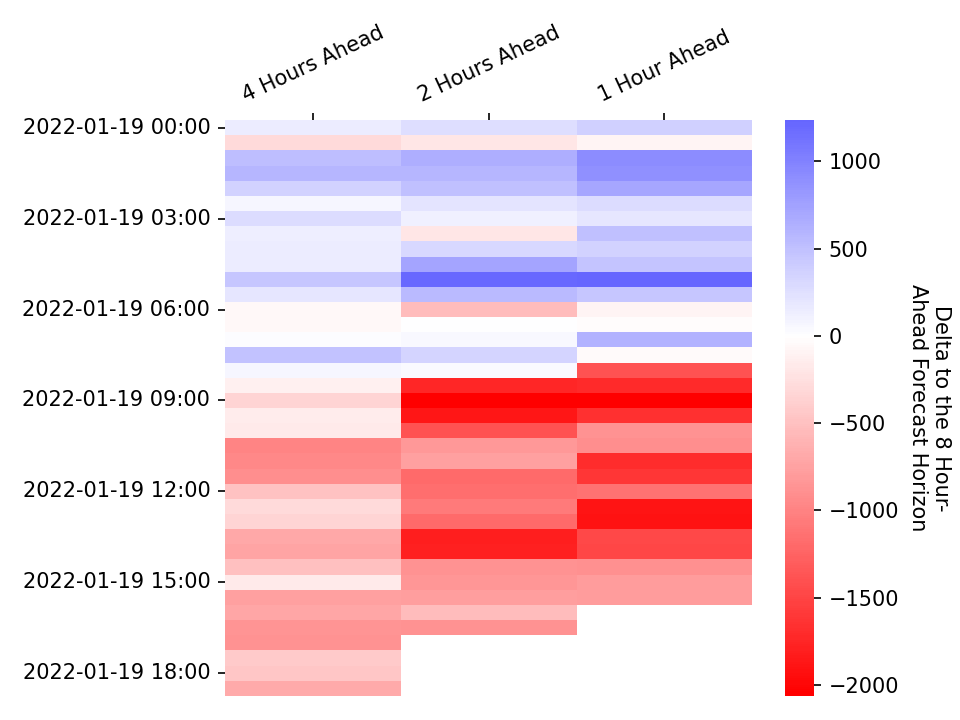 4 Hours Ahead
2 Hours Ahead
1 Hour Ahead
2022-01-19 00:00
2022-01-19 03:00
2022-01-19 06:00
2022-01-19 09:00
2022-01-19 12:00
2022-01-19 15:00
2022-01-19 18:00
1000
500
0
−500
−1000
−1500
−2000
Delta to the 8 Hour-
Ahead Forecast Horizon